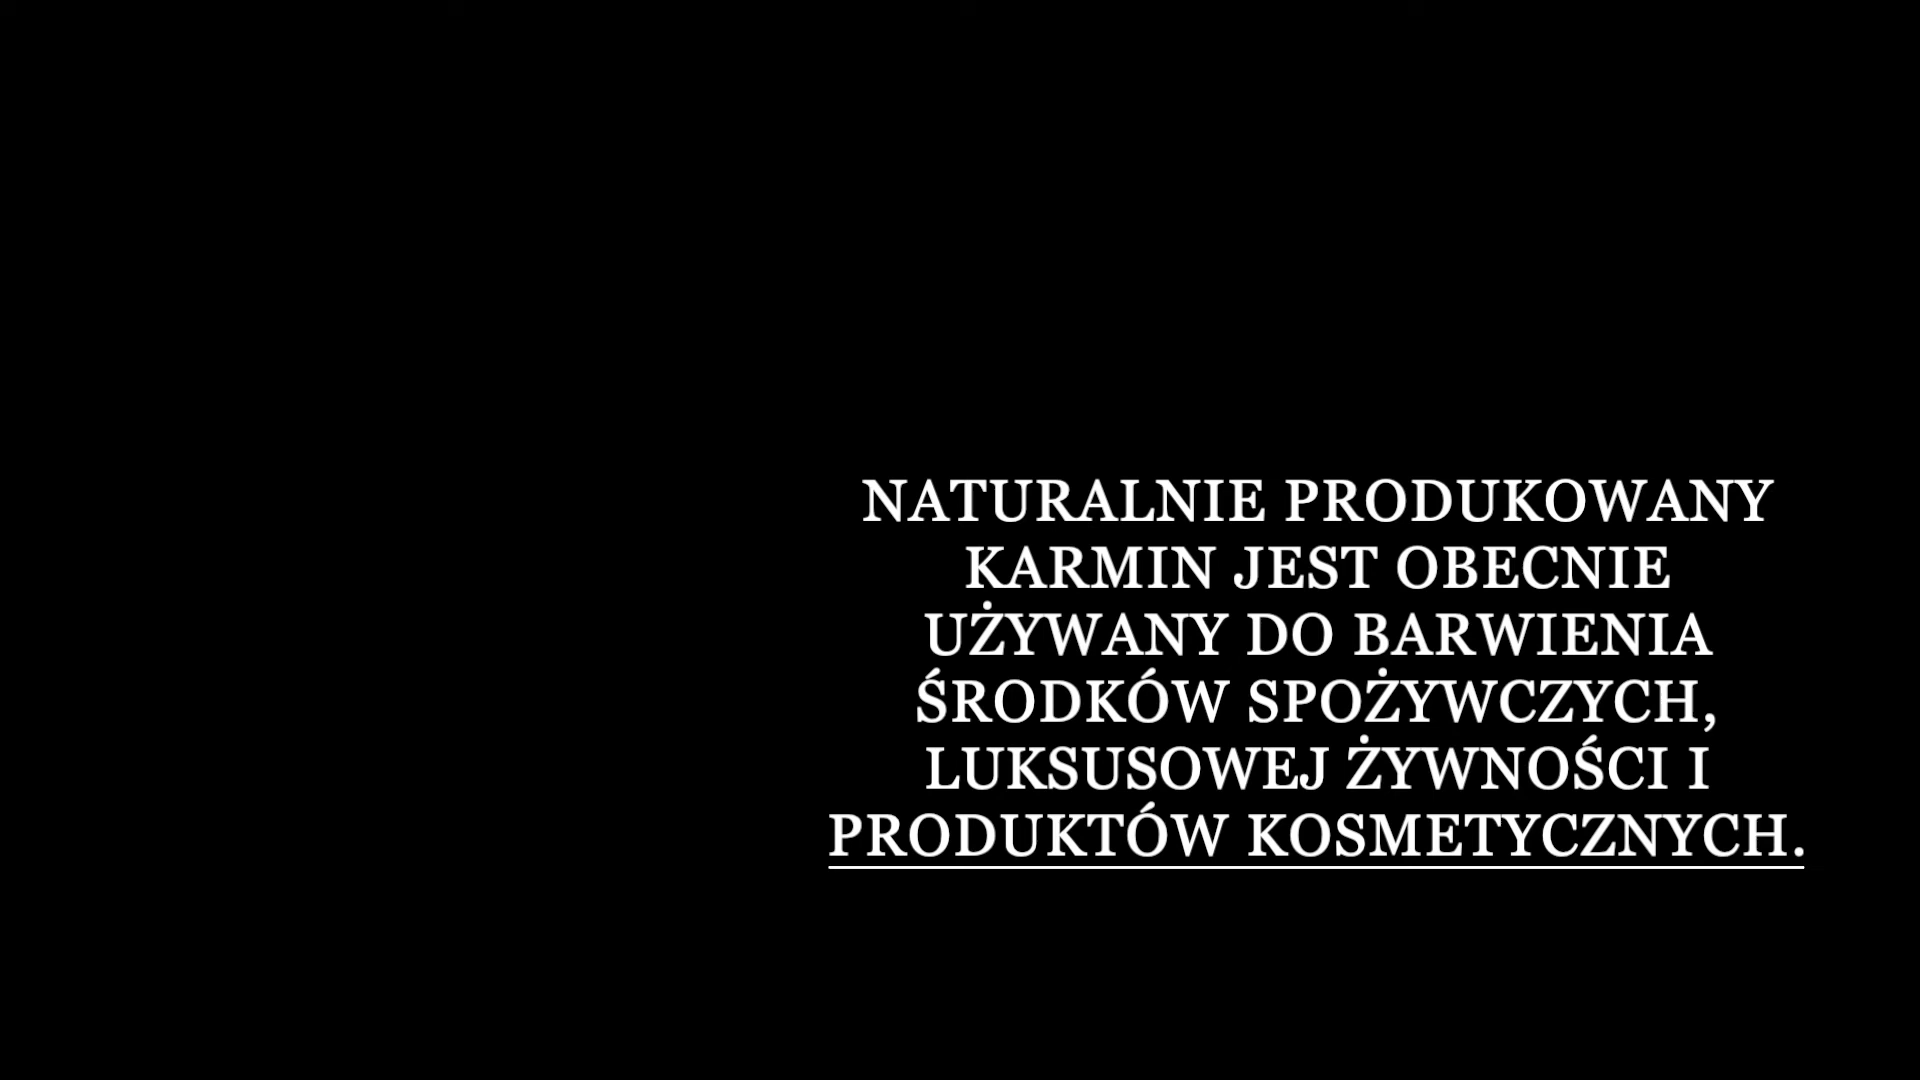 NATURALNIE PRODUKOWANY
KARMIN JEST OBECNIE
UŻYWANY DO BARWIENIA
ŚRODKÓW SPOŻYWCZYCH,
LUKSUSOWEJ ŻYWNOŚCI I
PRODUKTÓW KOSMETYCZNYCH.